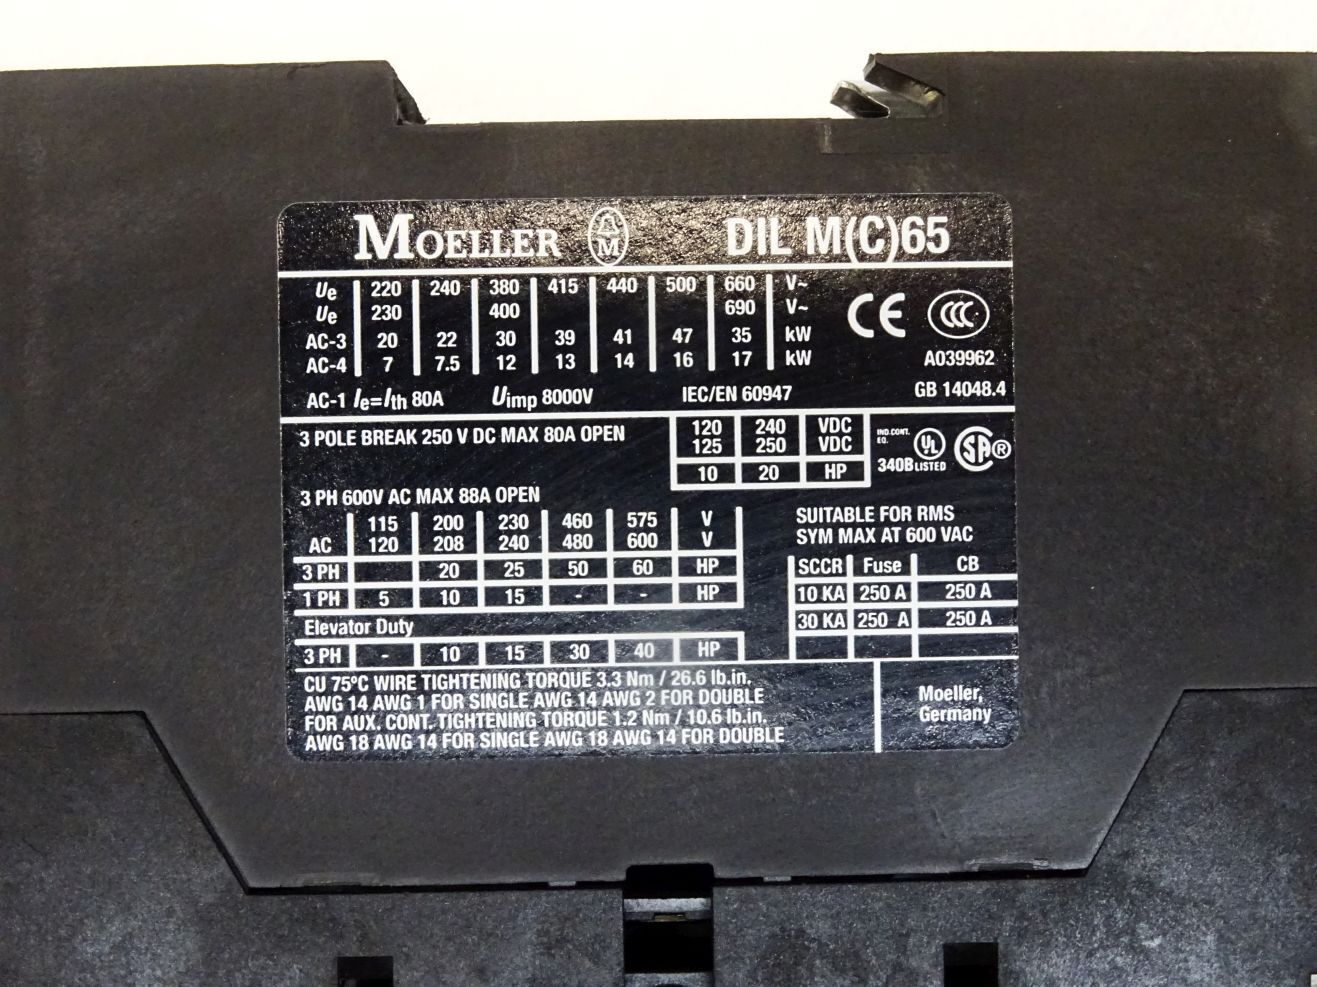 MOELLER M DIL M(C)65
Ue 220 240 380 415 440 500 660 V~
Ue 230 400 690 V~
AC-3 20 22 30 39 41 47 35 kW
AC-4 7 7.5 12 13 14 16 17 kW
CE CCC
A039962
AC-1 Ie=Ith 80A Uimp 8000V IEC/EN 60947 GB 14048.4
3 POLE BREAK 250 V DC MAX 80A OPEN
120 240 VDC
125 250 VDC
10 20 HP
IND.CONT.
EQ.
340B UL LISTED SA®
3 PH 600V AC MAX 88A OPEN
115 200 230 460 575 V
AC 120 208 240 480 600 V
3 PH 20 25 50 60 HP
1 PH 5 10 15 - - HP
Elevator Duty
3 PH - 10 15 30 40 HP
SUITABLE FOR RMS
SYM MAX AT 600 VAC
SCCR Fuse CB
10 KA 250 A 250 A
30 KA 250 A 250 A
CU 75°C WIRE TIGHTENING TORQUE 3.3 Nm / 26.6 lb.in.
AWG 14 AWG 1 FOR SINGLE AWG 14 AWG 2 FOR DOUBLE
FOR AUX. CONT. TIGHTENING TORQUE 1.2 Nm / 10.6 lb.in.
AWG 18 AWG 14 FOR SINGLE AWG 18 AWG 14 FOR DOUBLE
Moeller,
Germany